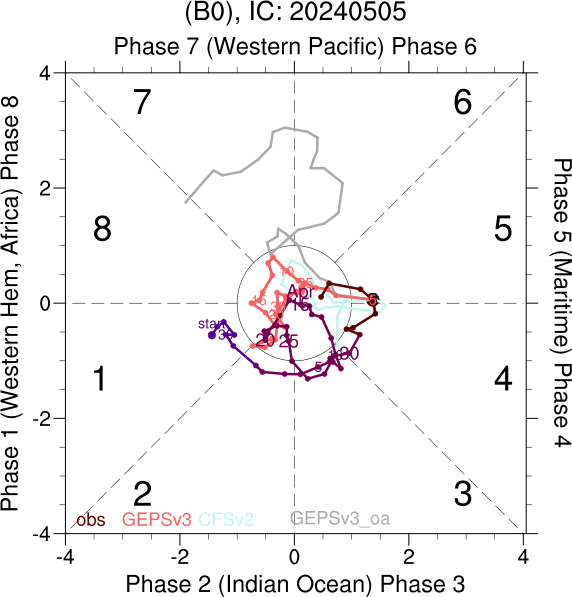 (B0), IC: 20240505
Phase 7 (Western Pacific) Phase 6
4
7
6
2
8
5
start
Apr
15
0
5
1
4
20
25
30
5
-2
2
3
obs GEPSv3 CFSv2 GEPSv3_oa
-4
-4 -2 0 2 4
Phase 2 (Indian Ocean) Phase 3
Phase 1 (Western Hem, Africa) Phase 8
Phase 5 (Maritime) Phase 4